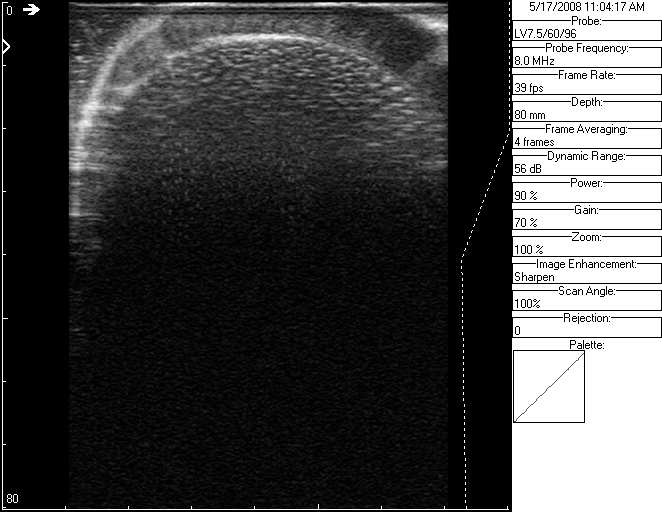 0
80
5/17/2008 11:04:17 AM
Probe:
LV7.5/60/96
Probe Frequency:
8.0 MHz
Frame Rate:
39 fps
Depth:
80 mm
Frame Averaging:
4 frames
Dynamic Range:
56 dB
Power:
90 %
Gain:
70 %
Zoom:
100 %
Image Enhancement:
Sharpen
Scan Angle:
100%
Rejection:
0
Palette: